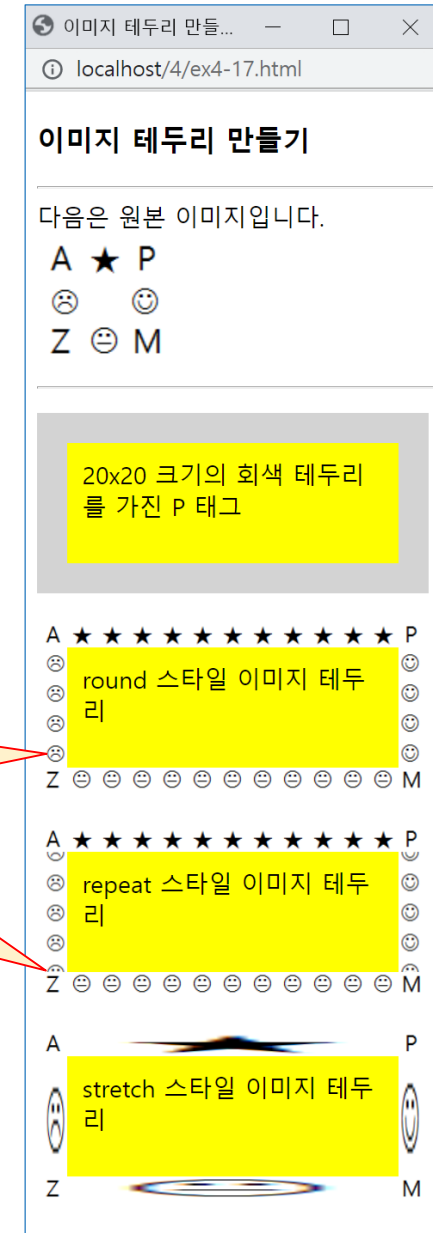 이미지 테두리 만들...
localhost/4/ex4-17.html
이미지 테두리 만들기
다음은 원본 이미지입니다.
A ★ P
☹ ☺
Z 😐 M
20x20 크기의 회색 테두리
를 가진 P 태그
A ★ ★ ★ ★ ★ ★ ★ ★ ★ ★ ★ P
round 스타일 이미지 테두
리
Z 😐 😐 😐 😐 😐 😐 😐 😐 😐 😐 😐 M
A ★ ★ ★ ★ ★ ★ ★ ★ ★ ★ ★ P
repeat 스타일 이미지 테두
리
Z 😐 😐 😐 😐 😐 😐 😐 😐 😐 😐 😐 M
A P
stretch 스타일 이미지 테두
리
Z M